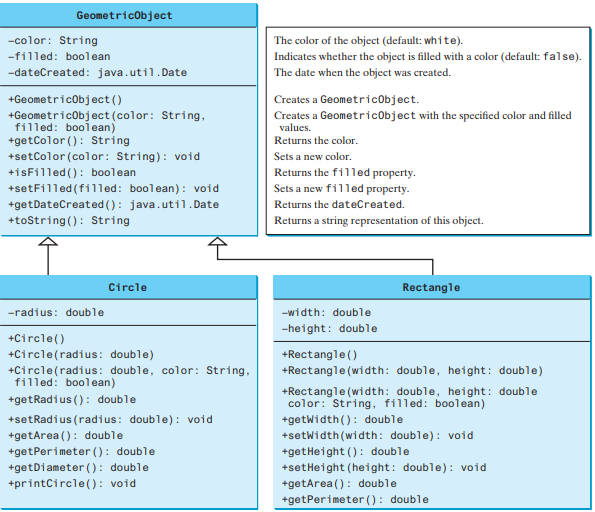 GeometricObject
-color: String
-filled: boolean
-dateCreated: java.util.Date
+GeometricObject()
+GeometricObject(color: String,
filled: boolean)
+getColor(): String
+setColor(color: String): void
+isFilled(): boolean
+setFilled(filled: boolean): void
+getDateCreated(): java.util.Date
+toString(): String
The color of the object (default: white).
Indicates whether the object is filled with a color (default: false).
The date when the object was created.
Creates a GeometricObject.
Creates a GeometricObject with the specified color and filled
values.
Returns the color.
Sets a new color.
Returns the filled property.
Sets a new filled property.
Returns the dateCreated.
Returns a string representation of this object.
Circle
-radius: double
+Circle()
+Circle(radius: double)
+Circle(radius: double, color: String,
filled: boolean)
+getRadius(): double
+setRadius(radius: double): void
+getArea(): double
+getPerimeter(): double
+getDiameter(): double
+printCircle(): void
Rectangle
-width: double
-height: double
+Rectangle()
+Rectangle(width: double, height: double)
+Rectangle(width: double, height: double
color: String, filled: boolean)
+getWidth(): double
+setWidth(width: double): void
+getHeight(): double
+setHeight(height: double): void
+getArea(): double
+getPerimeter(): double